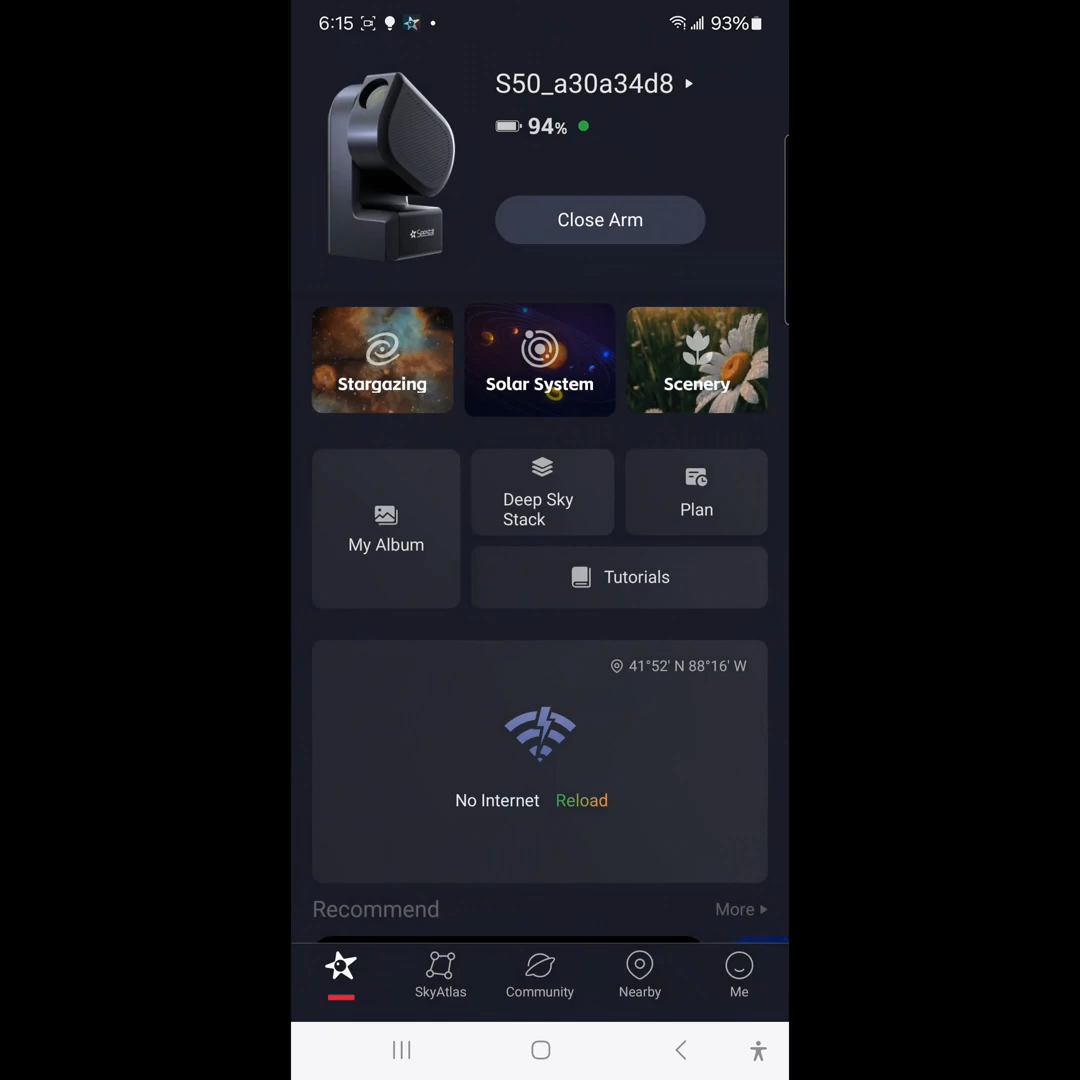 6:15 93%
S50_a30a34d8
94%
Close Arm
Stargazing
Solar System
Scenery
My Album
Deep Sky
Stack
Plan
Tutorials
41°52' N 88°16' W
No Internet Reload
Recommend More
SkyAtlas Community Nearby Me